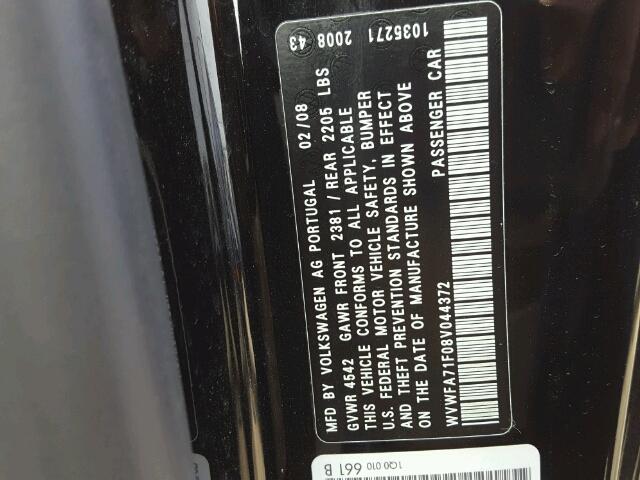 MFD BY VOLKSWAGEN AG PORTUGAL 02/08 2008 43
GVWR 4542 GAWR FRONT 2381 / REAR 2205 LBS
THIS VEHICLE CONFORMS TO ALL APPLICABLE
U.S. FEDERAL MOTOR VEHICLE SAFETY, BUMPER
AND THEFT PREVENTION STANDARDS IN EFFECT
ON THE DATE OF MANUFACTURE SHOWN ABOVE
1035271
PASSENGER CAR
WVWFA71F08V044372
1Q0.010 661 B